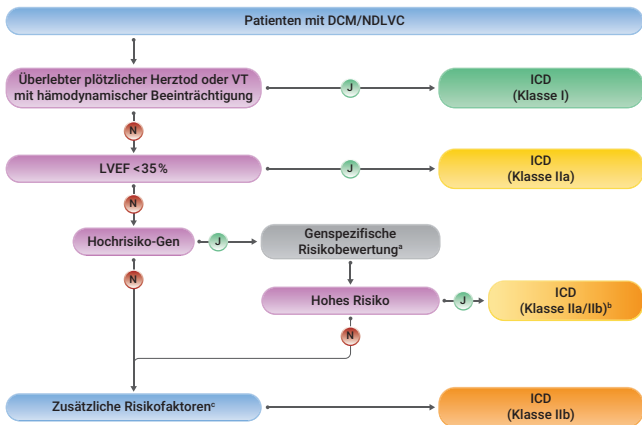 Patienten mit DCM/NDLVC
Überlebter plötzlicher Herztod oder VT
mit hämodynamischer Beeinträchtigung
J
ICD
(Klasse I)
N
LVEF <35%
J
ICD
(Klasse IIa)
N
Hochrisiko-Gen
J
Genspezifische
Risikobewertungᵃ
N
Hohes Risiko
J
ICD
(Klasse IIa/IIb)ᵇ
N
Zusätzliche Risikofaktorenᶜ
ICD
(Klasse IIb)